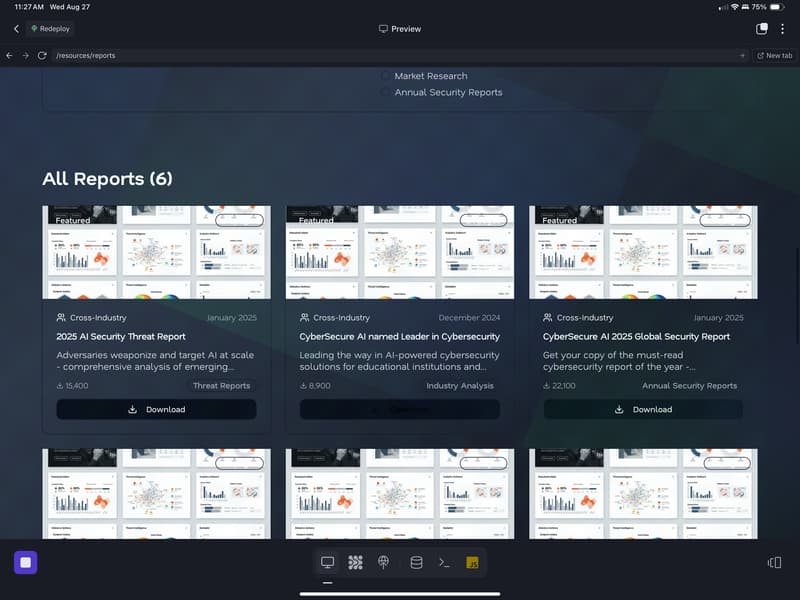 11:27 AM Wed Aug 27
75%
Redeploy
Preview
/resources/reports
New tab
Market Research
Annual Security Reports
All Reports (6)
Featured
Featured
Featured
Cross-Industry January 2025
2025 AI Security Threat Report
Adversaries weaponize and target AI at scale
- comprehensive analysis of emerging...
15,400 Threat Reports
Download
Cross-Industry December 2024
CyberSecure AI named Leader in Cybersecurity
Leading the way in AI-powered cybersecurity
solutions for educational institutions and...
8,900 Industry Analysis
Cross-Industry January 2025
CyberSecure AI 2025 Global Security Report
Get your copy of the must-read
cybersecurity report of the year -...
22,100 Annual Security Reports
Download
JS